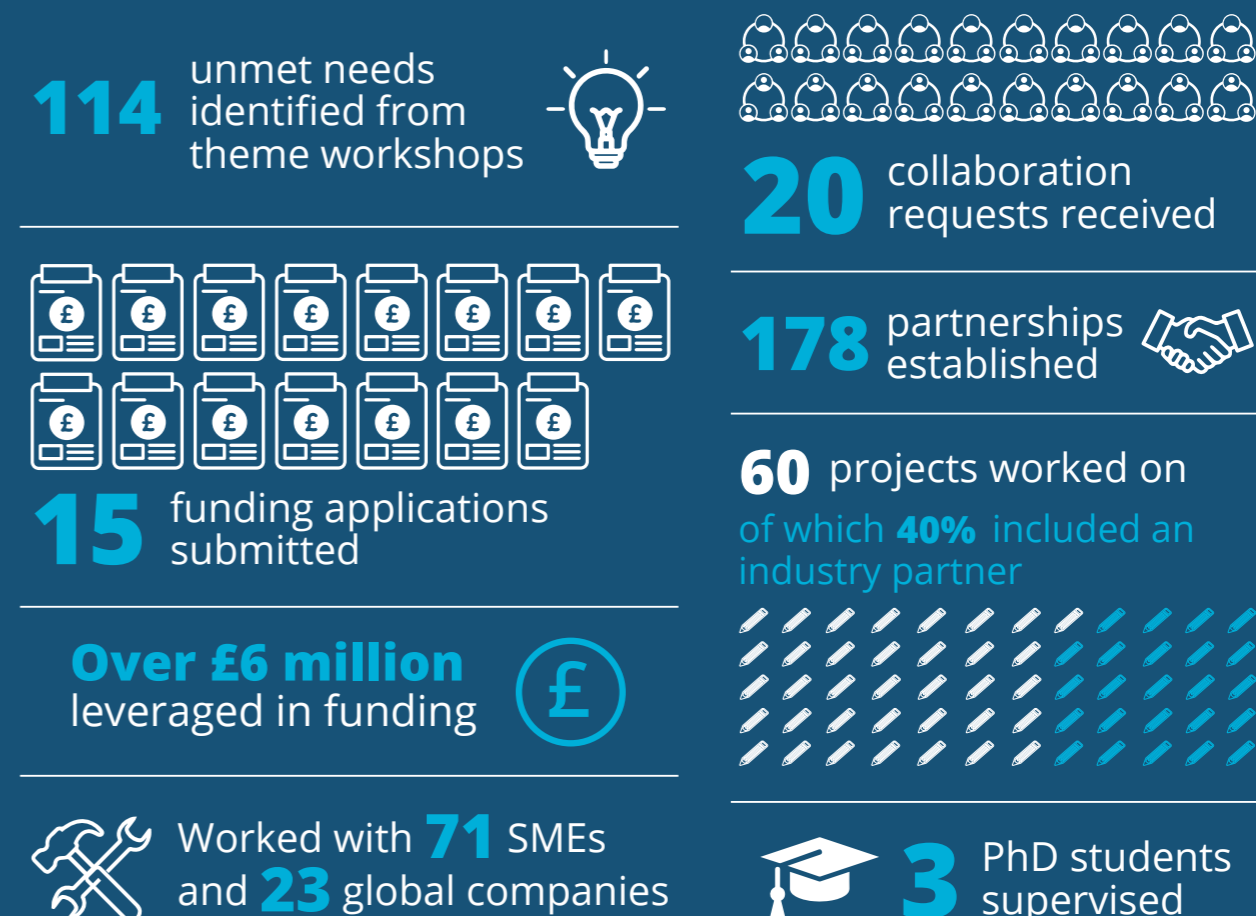 114 unmet needs
identified from
theme workshops
£ £ £ £ £ £ £ £
£ £ £ £ £ £ £
15 funding applications
submitted
Over £6 million
leveraged in funding
£
Worked with 71 SMEs
and 23 global companies
20 collaboration
requests received
178 partnerships
established
60 projects worked on
of which 40% included an
industry partner
3 PhD students
supervised